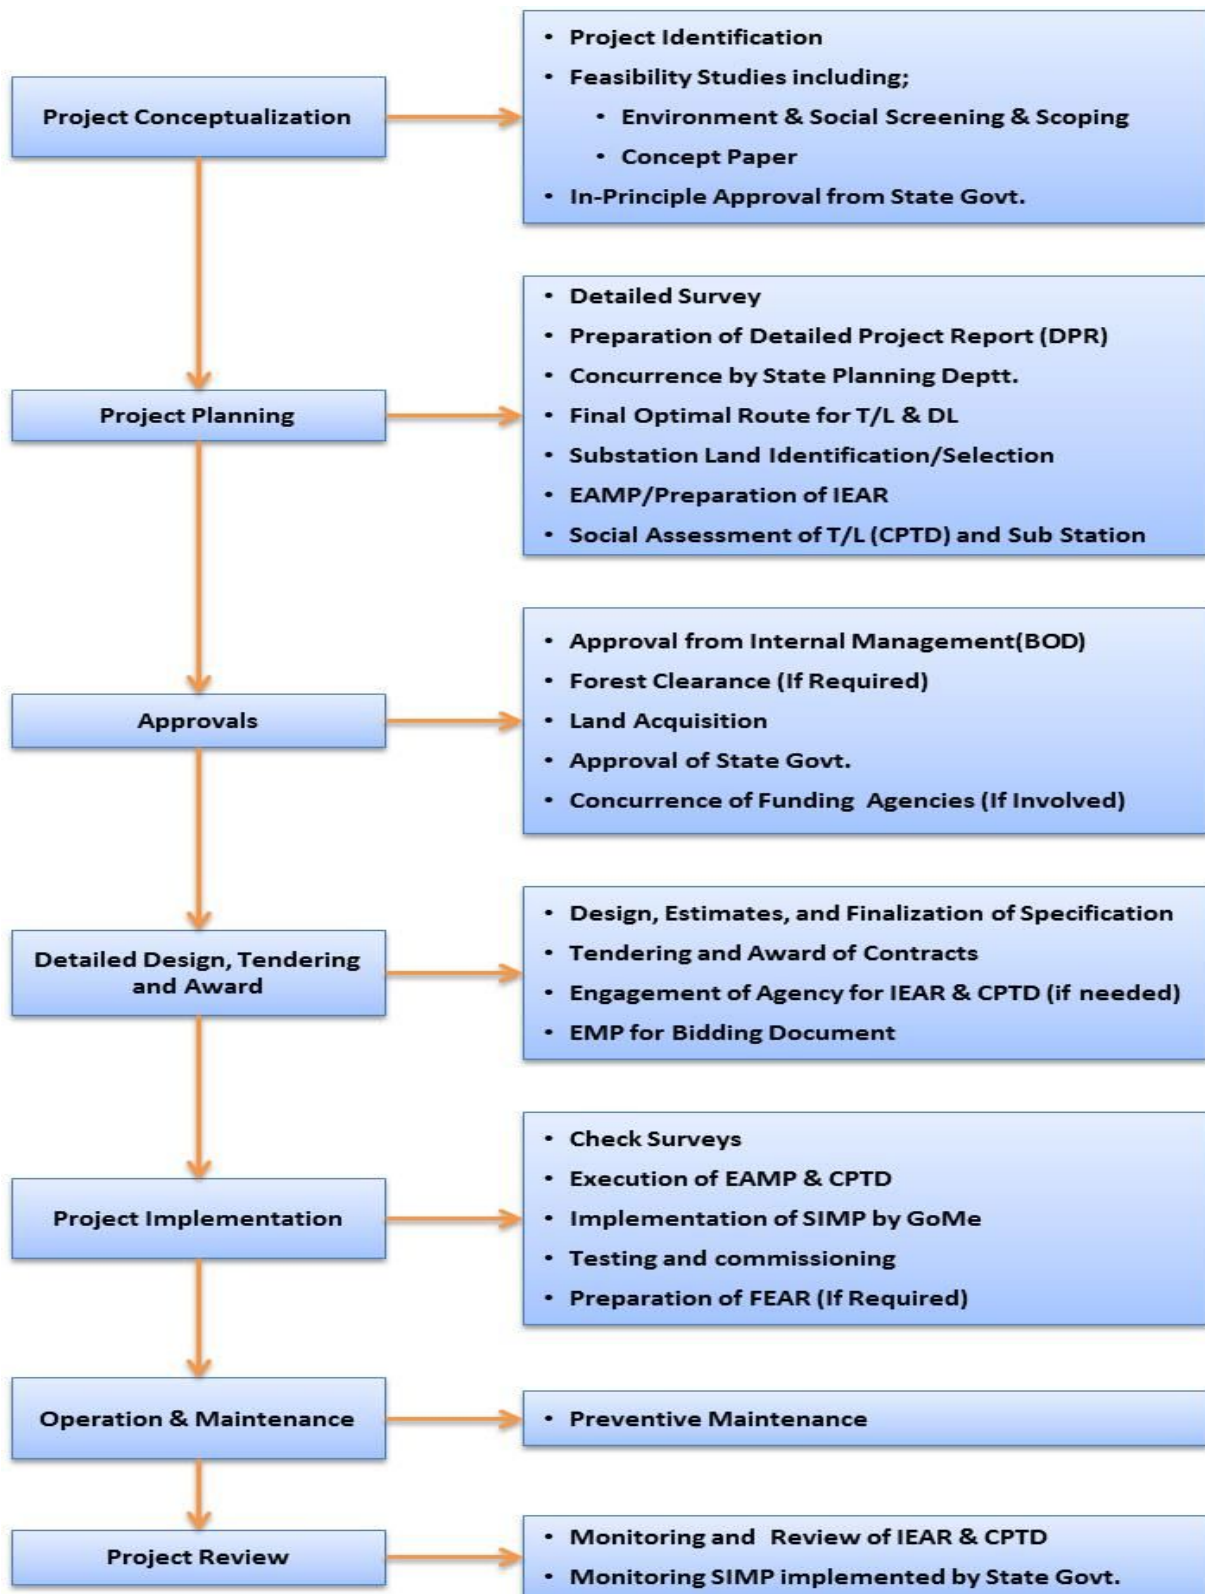 Project Conceptualization
• Project Identification
• Feasibility Studies including;
• Environment & Social Screening & Scoping
• Concept Paper
• In-Principle Approval from State Govt.
Project Planning
• Detailed Survey
• Preparation of Detailed Project Report (DPR)
• Concurrence by State Planning Deptt.
• Final Optimal Route for T/L & DL
• Substation Land Identification/Selection
• EAMP/Preparation of IEAR
• Social Assessment of T/L (CPTD) and Sub Station
Approvals
• Approval from Internal Management(BOD)
• Forest Clearance (If Required)
• Land Acquisition
• Approval of State Govt.
• Concurrence of Funding Agencies (If Involved)
Detailed Design, Tendering
and Award
• Design, Estimates, and Finalization of Specification
• Tendering and Award of Contracts
• Engagement of Agency for IEAR & CPTD (if needed)
• EMP for Bidding Document
Project Implementation
• Check Surveys
• Execution of EAMP & CPTD
• Implementation of SIMP by GoMe
• Testing and commissioning
• Preparation of FEAR (If Required)
Operation & Maintenance
• Preventive Maintenance
Project Review
• Monitoring and Review of IEAR & CPTD
• Monitoring SIMP implemented by State Govt.